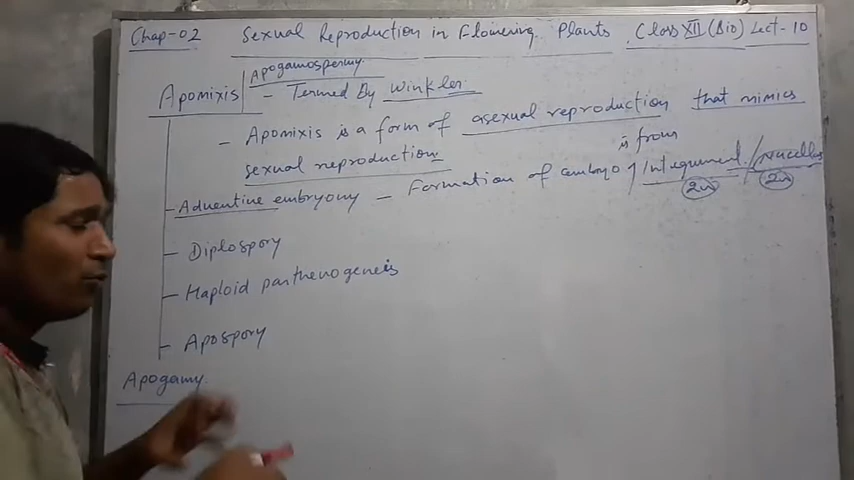 Chap-02 Sexual Reproduction in Flowering Plants Class XII (Bio) Lect-10
Apomixis Apogamospermy
- Termed By Winkler
- Apomixis is a form of asexual reproduction that mimics
sexual reproduction
is from
Adventive embryony - Formation of embryo Integument / Nucellus
2n 2n
Diplospory
Haploid parthenogeneis
Apospory
Apogamy